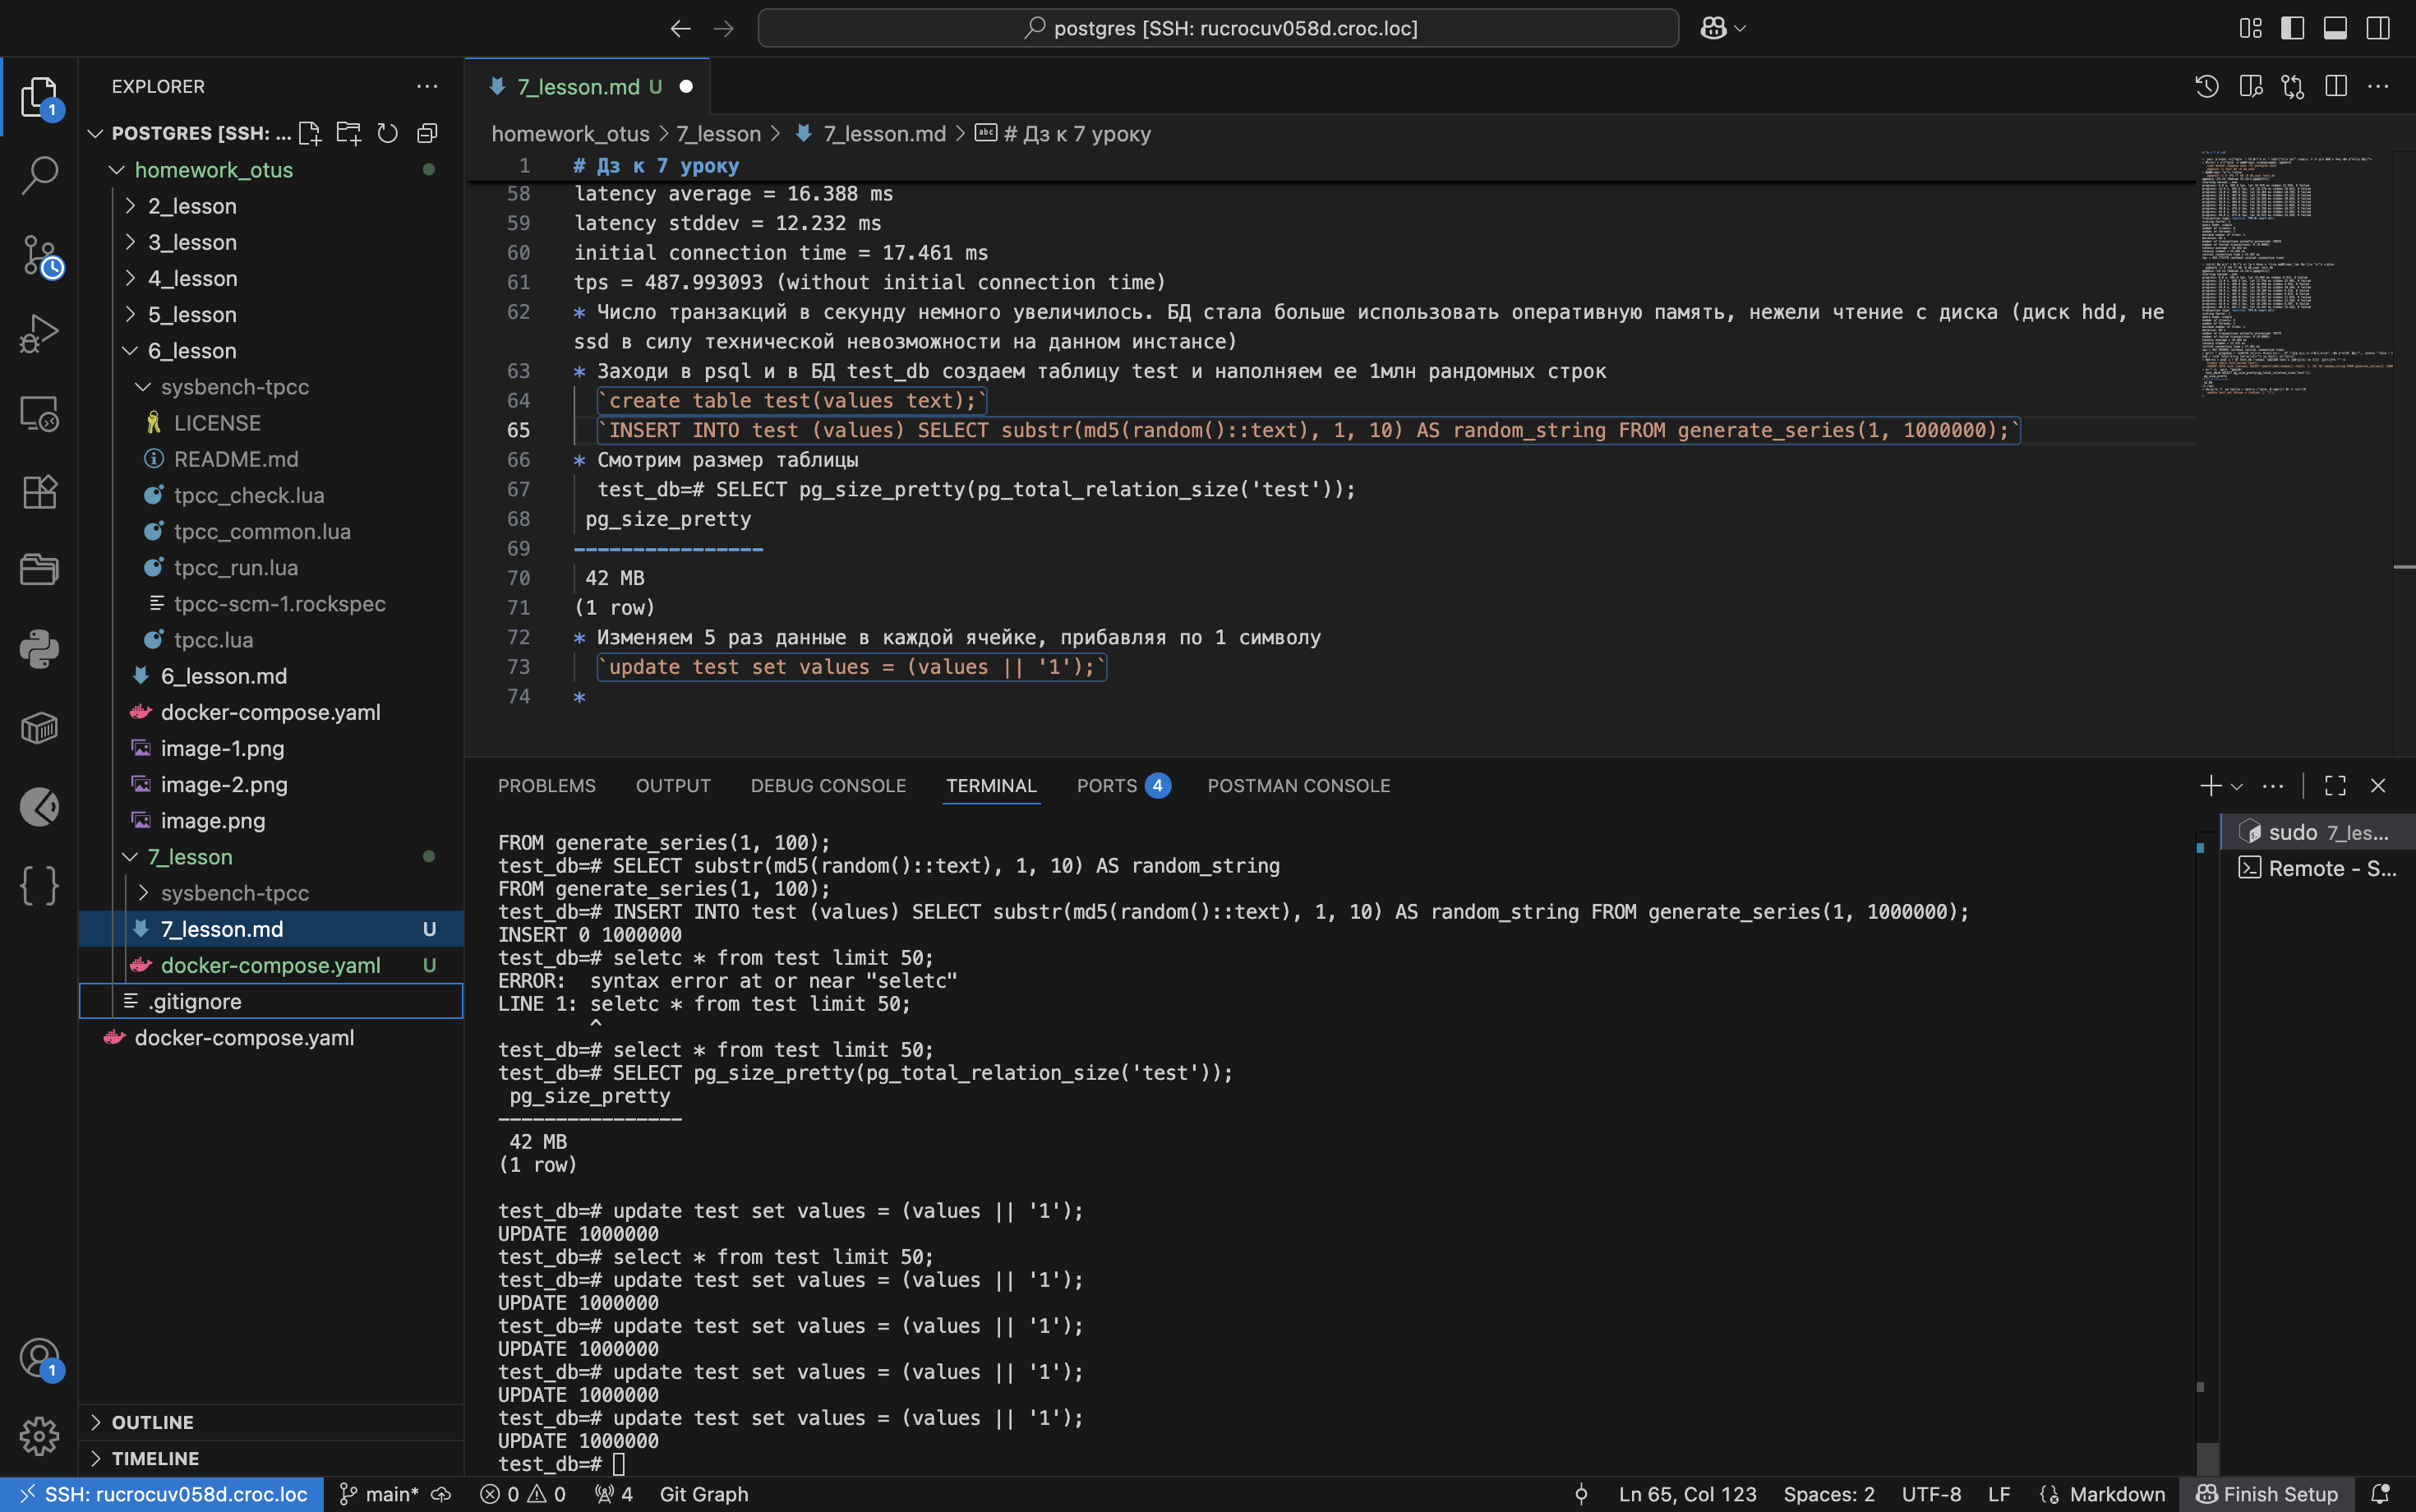 postgres [SSH: rucrocuv058d.croc.loc]
EXPLORER
POSTGRES [SSH: ...
homework_otus
2_lesson
3_lesson
4_lesson
5_lesson
6_lesson
sysbench-tpcc
LICENSE
README.md
tpcc_check.lua
tpcc_common.lua
tpcc_run.lua
tpcc-scm-1.rockspec
tpcc.lua
6_lesson.md
docker-compose.yaml
image-1.png
image-2.png
image.png
7_lesson
sysbench-tpcc
7_lesson.md U
docker-compose.yaml U
.gitignore
docker-compose.yaml
OUTLINE
TIMELINE
1
1
7_lesson.md U
homework_otus > 7_lesson > 7_lesson.md > # Дз к 7 уроку
1 # Дз к 7 уроку
58 latency average = 16.388 ms
59 latency stddev = 12.232 ms
60 initial connection time = 17.461 ms
61 tps = 487.993093 (without initial connection time)
62 * Число транзакций в секунду немного увеличилось. БД стала больше использовать оперативную память, нежели чтение с диска (диск hdd, не
ssd в силу технической невозможности на данном инстансе)
63 * Заходи в psql и в БД test_db создаем таблицу test и наполняем ее 1млн рандомных строк
64 `create table test(values text);`
65 `INSERT INTO test (values) SELECT substr(md5(random()::text), 1, 10) AS random_string FROM generate_series(1, 1000000);`
66 * Смотрим размер таблицы
67 test_db=# SELECT pg_size_pretty(pg_total_relation_size('test'));
68 pg_size_pretty
69 ----------------
70 42 MB
71 (1 row)
72 * Изменяем 5 раз данные в каждой ячейке, прибавляя по 1 символу
73 `update test set values = (values || '1');`
74 *
PROBLEMS OUTPUT DEBUG CONSOLE TERMINAL PORTS 4 POSTMAN CONSOLE
sudo 7_les...
Remote - S...
FROM generate_series(1, 100);
test_db=# SELECT substr(md5(random()::text), 1, 10) AS random_string
FROM generate_series(1, 100);
test_db=# INSERT INTO test (values) SELECT substr(md5(random()::text), 1, 10) AS random_string FROM generate_series(1, 1000000);
INSERT 0 1000000
test_db=# seletc * from test limit 50;
ERROR:  syntax error at or near "seletc"
LINE 1: seletc * from test limit 50;
^
test_db=# select * from test limit 50;
test_db=# SELECT pg_size_pretty(pg_total_relation_size('test'));
pg_size_pretty
----------------
42 MB
(1 row)
test_db=# update test set values = (values || '1');
UPDATE 1000000
test_db=# select * from test limit 50;
test_db=# update test set values = (values || '1');
UPDATE 1000000
test_db=# update test set values = (values || '1');
UPDATE 1000000
test_db=# update test set values = (values || '1');
UPDATE 1000000
test_db=# update test set values = (values || '1');
UPDATE 1000000
test_db=#
SSH: rucrocuv058d.croc.loc main* 0 0 4 Git Graph Ln 65, Col 123 Spaces: 2 UTF-8 LF Markdown Finish Setup